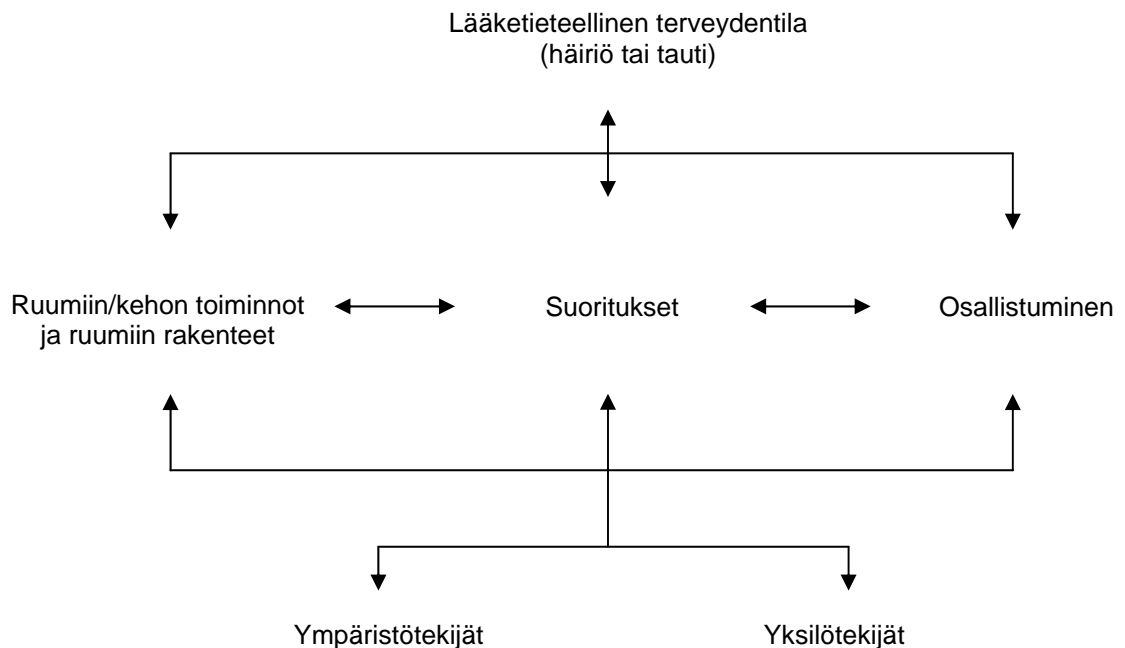 Lääketieteellinen terveydentila
(häiriö tai tauti)
Ruumiin/kehon toiminnot
ja ruumiin rakenteet
Suoritukset
Osallistuminen
Ympäristötekijät
Yksilötekijät